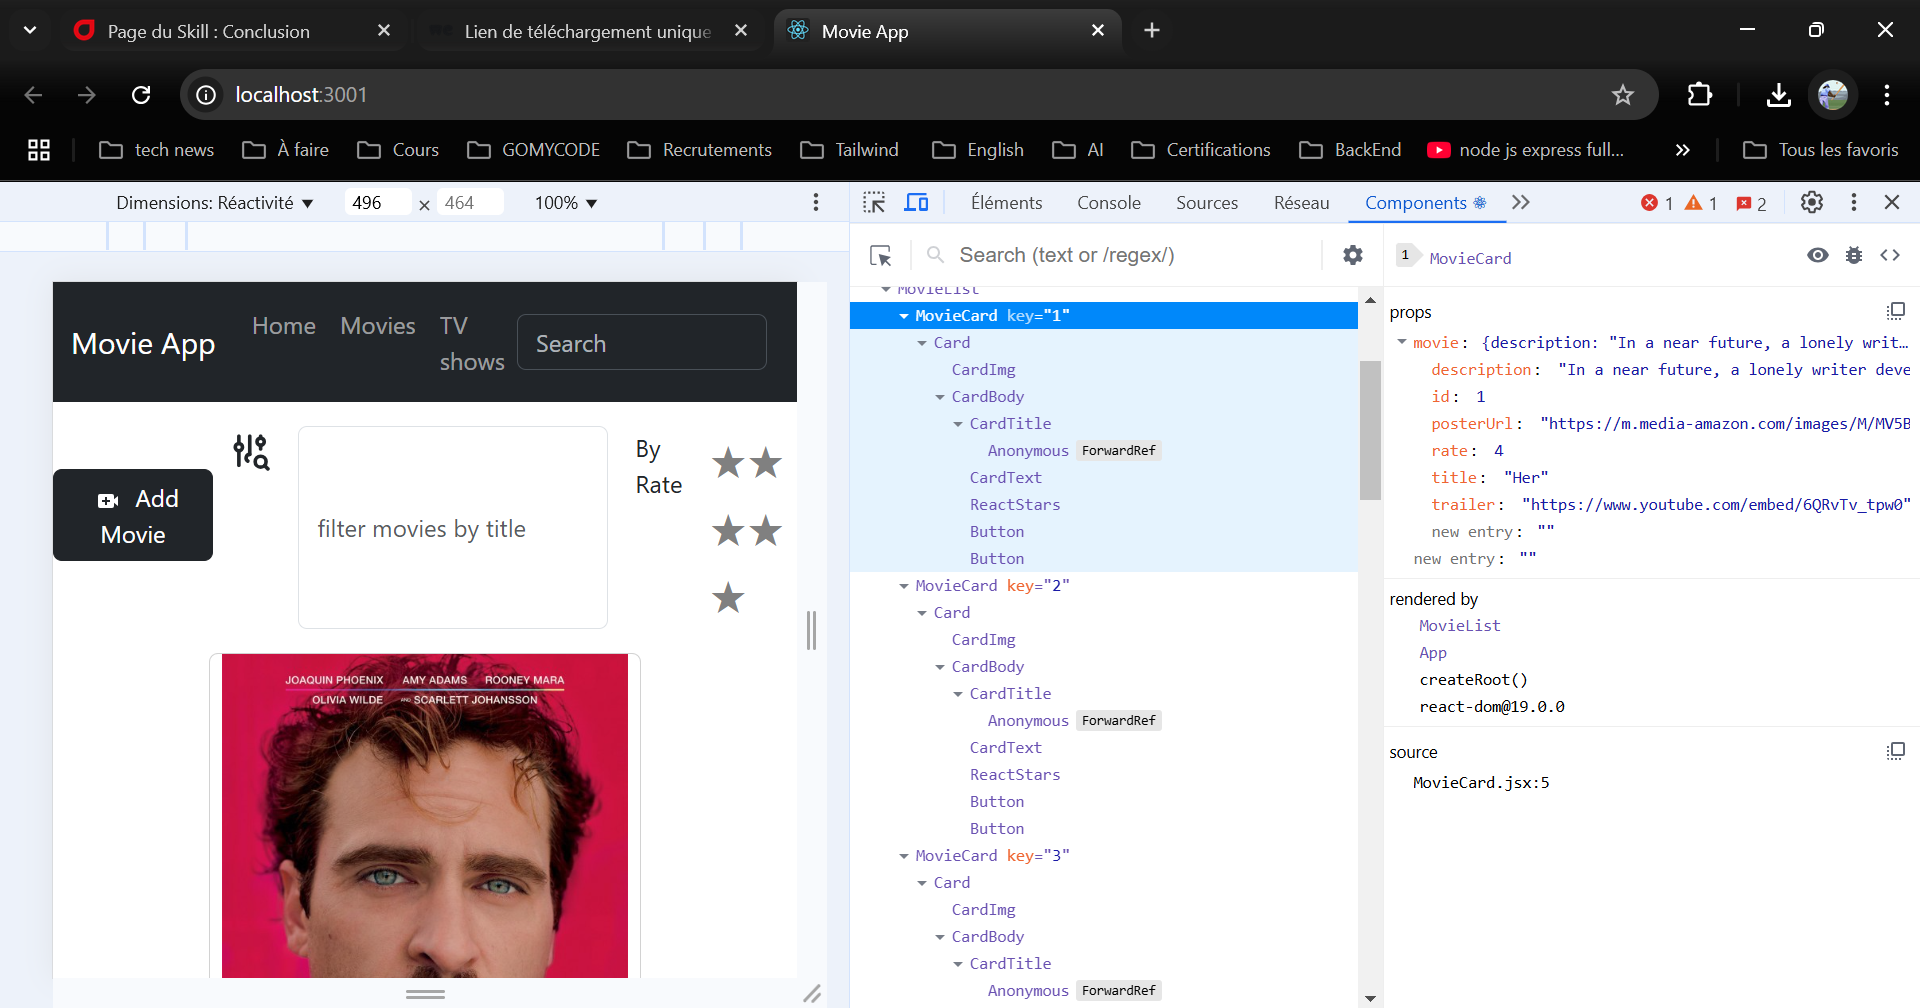 Page du Skill : Conclusion
Lien de téléchargement unique
Movie App
localhost:3001
tech news
À faire
Cours
GOMYCODE
Recrutements
Tailwind
English
AI
Certifications
BackEnd
node js express full...
Tous les favoris
Dimensions: Réactivité
496 × 464
100%
Éléments
Console
Sources
Réseau
Components
1
1
2
Movie App
Home
Movies
TV shows
Search
Add
Movie
filter movies by title
By
Rate
JOAQUIN PHOENIX AMY ADAMS ROONEY MARA
OLIVIA WILDE AND SCARLETT JOHANSSON
Search (text or /regex/)
MovieList
MovieCard key="1"
Card
CardImg
CardBody
CardTitle
Anonymous ForwardRef
CardText
ReactStars
Button
Button
MovieCard key="2"
Card
CardImg
CardBody
CardTitle
Anonymous ForwardRef
CardText
ReactStars
Button
Button
MovieCard key="3"
Card
CardImg
CardBody
CardTitle
Anonymous ForwardRef
1 MovieCard
props
movie: {description: "In a near future, a lonely writ…
description: "In a near future, a lonely writer deve
id: 1
posterUrl: "https://m.media-amazon.com/images/M/MV5B
rate: 4
title: "Her"
trailer: "https://www.youtube.com/embed/6QRvTv_tpw0"
new entry: ""
new entry: ""
rendered by
MovieList
App
createRoot()
react-dom@19.0.0
source
MovieCard.jsx:5